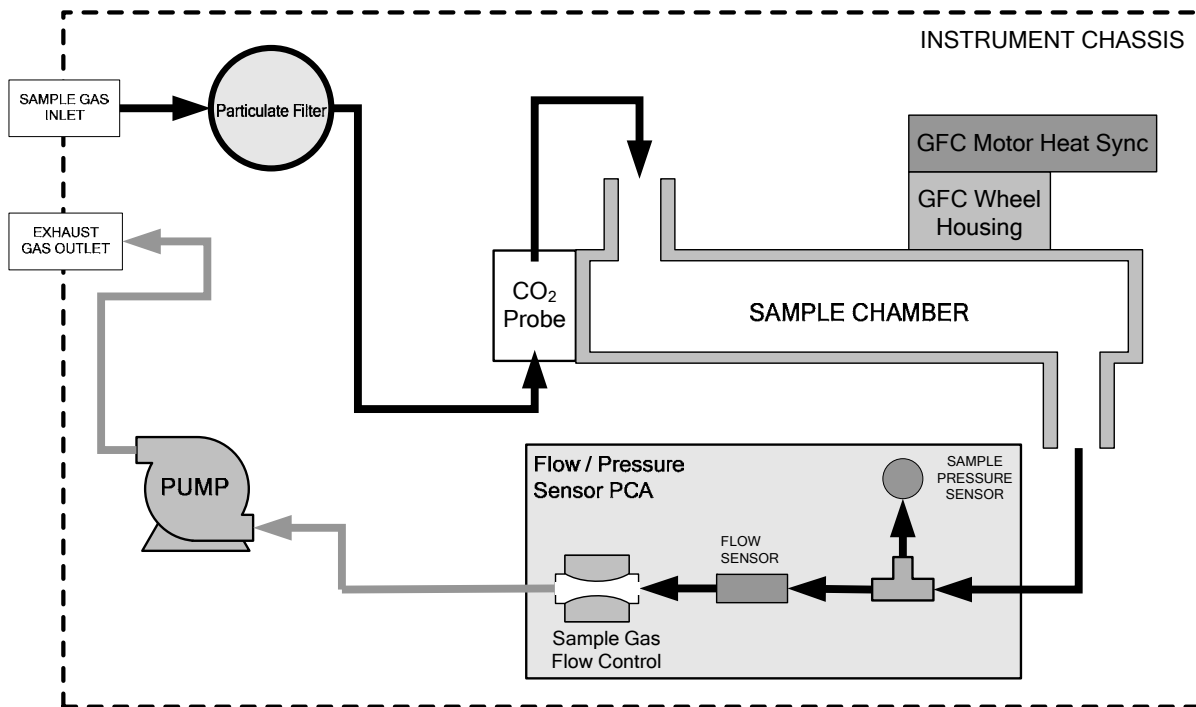 INSTRUMENT CHASSIS
SAMPLE GAS
INLET
Particulate Filter
GFC Motor Heat Sync
GFC Wheel
Housing
EXHAUST
GAS OUTLET
CO₂
Probe
SAMPLE CHAMBER
PUMP
Flow / Pressure
Sensor PCA
SAMPLE
PRESSURE
SENSOR
FLOW
SENSOR
Sample Gas
Flow Control